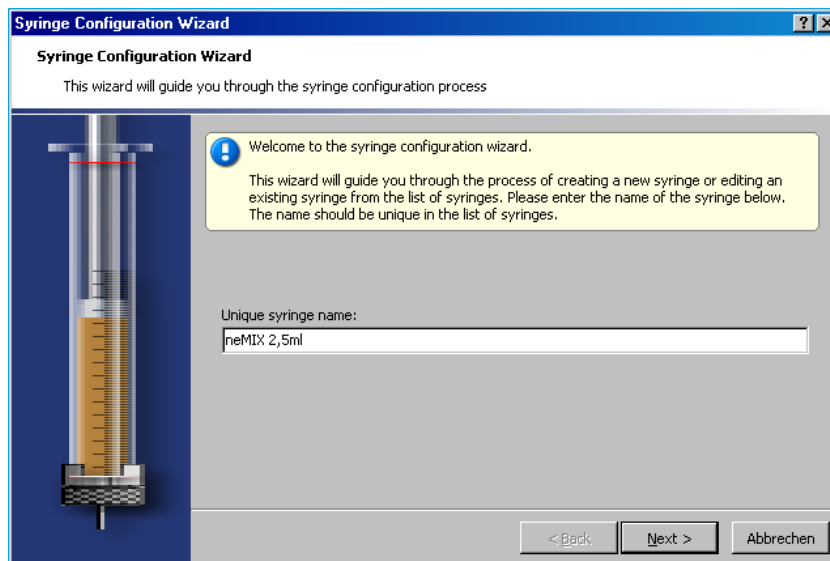 Syringe Configuration Wizard
Syringe Configuration Wizard
This wizard will guide you through the syringe configuration process
Welcome to the syringe configuration wizard.
This wizard will guide you through the process of creating a new syringe or editing an
existing syringe from the list of syringes. Please enter the name of the syringe below.
The name should be unique in the list of syringes.
Unique syringe name:
neMIX 2,5ml
< Back Next > Abbrechen